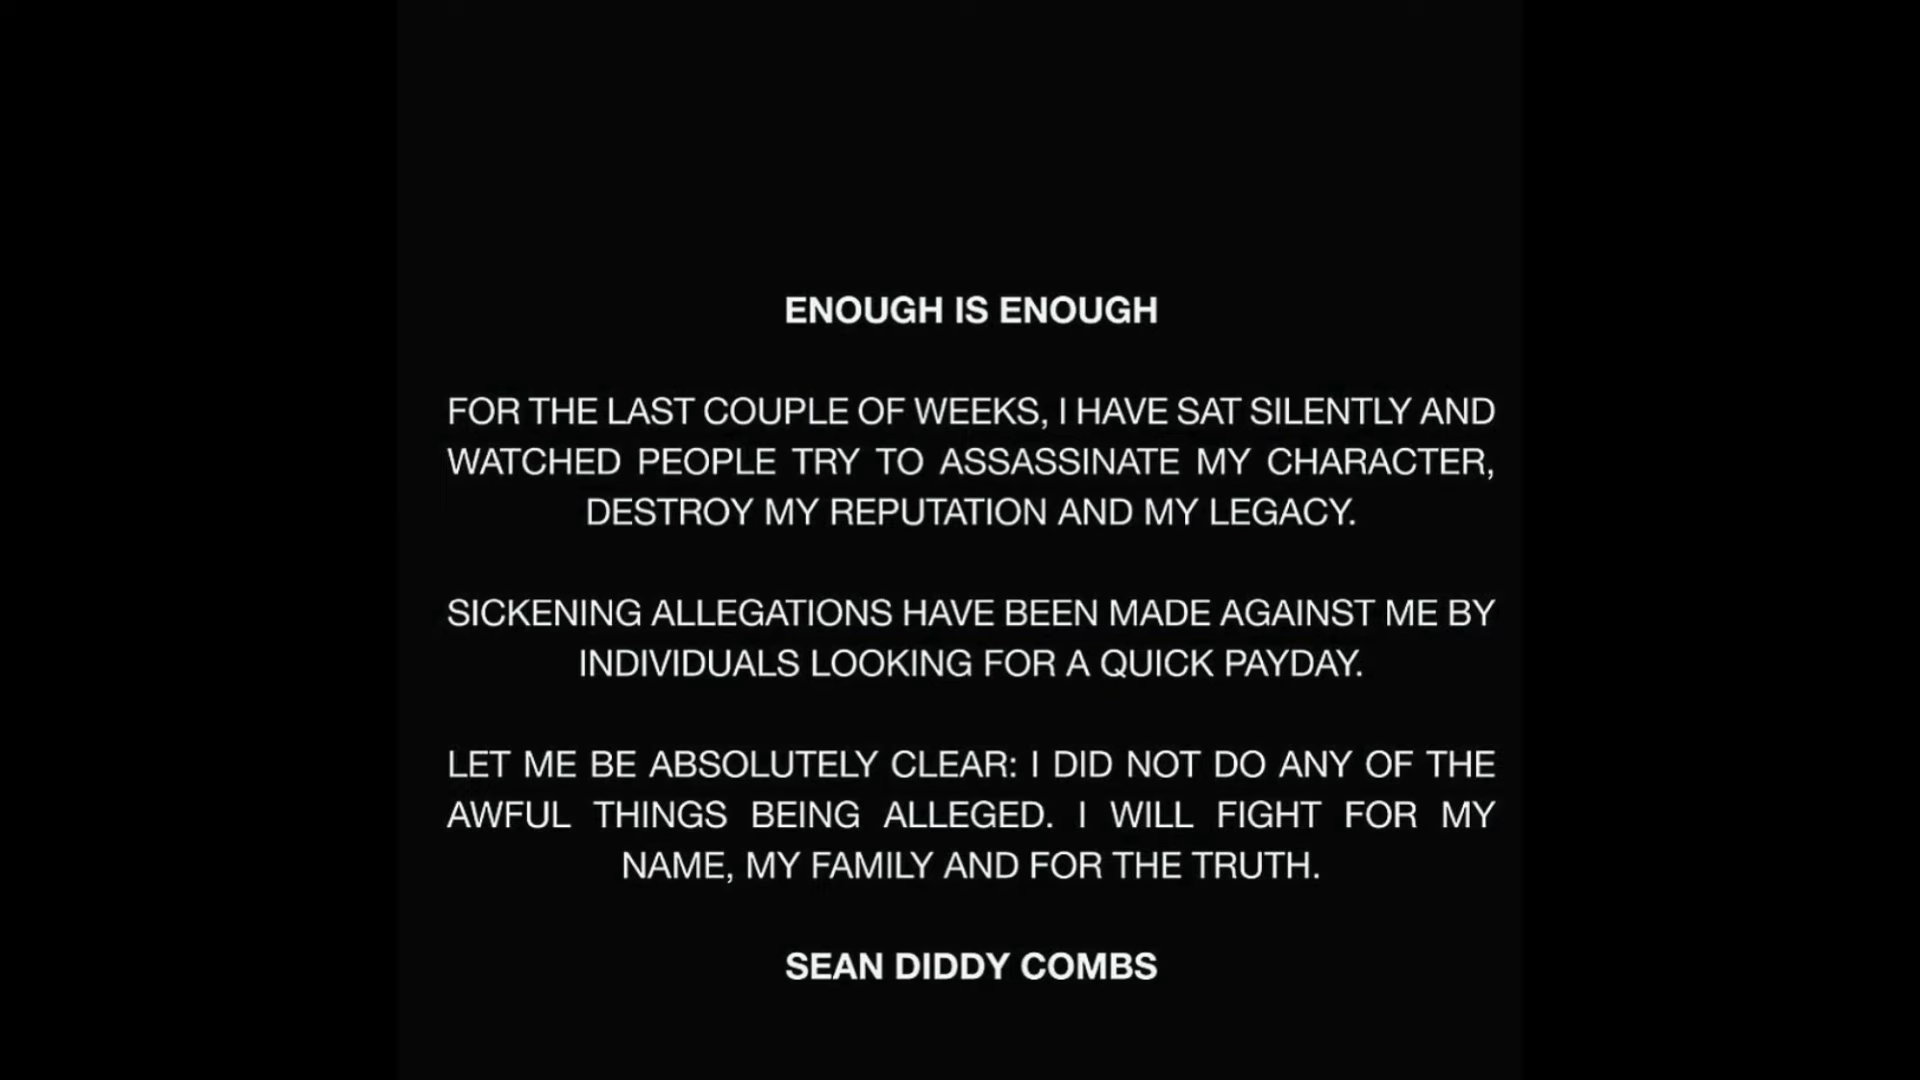 ENOUGH IS ENOUGH
FOR THE LAST COUPLE OF WEEKS, I HAVE SAT SILENTLY AND
WATCHED PEOPLE TRY TO ASSASSINATE MY CHARACTER,
DESTROY MY REPUTATION AND MY LEGACY.
SICKENING ALLEGATIONS HAVE BEEN MADE AGAINST ME BY
INDIVIDUALS LOOKING FOR A QUICK PAYDAY.
LET ME BE ABSOLUTELY CLEAR: I DID NOT DO ANY OF THE
AWFUL THINGS BEING ALLEGED. I WILL FIGHT FOR MY
NAME, MY FAMILY AND FOR THE TRUTH.
SEAN DIDDY COMBS